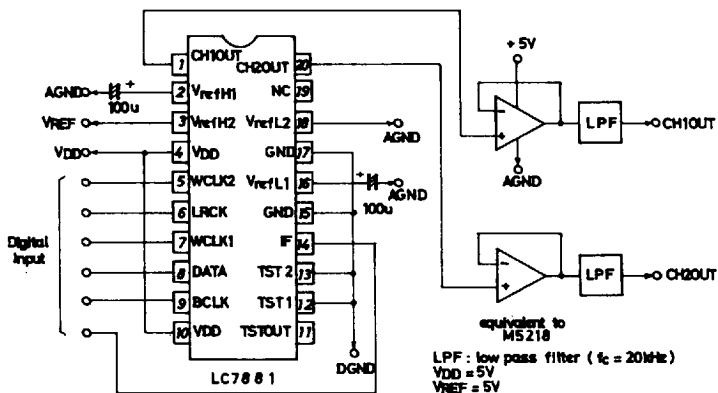 +5V
1 CH1OUT CH2OUT 20
AGND 100u + 2 VrefH1 NC 19
VREF 3 VrefH2 VrefL2 18 AGND
VDD 4 VDD GND 17
5 WCLK2 VrefL1 16 + 100u AGND
6 LRCK GND 15
7 WCLK1 IF 14
8 DATA TST2 13
9 BCLK TST1 12
10 VDD TSTOUT 11
Digital
Input
LC7881
DGND
- + LPF CH1OUT
AGND
- + LPF CH2OUT
equivalent to
M5218
LPF : low pass filter ( fc = 20kHz )
VDD = 5V
VREF = 5V